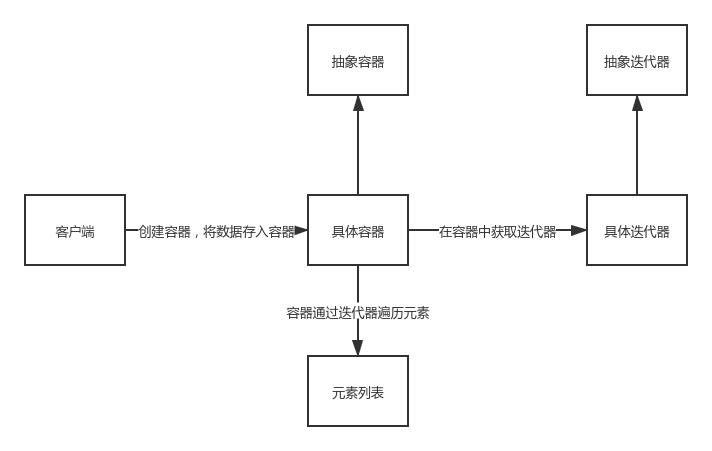 抽象容器
抽象迭代器
客户端
创建容器，将数据存入容器
具体容器
在容器中获取迭代器
具体迭代器
容器通过迭代器遍历元素
元素列表